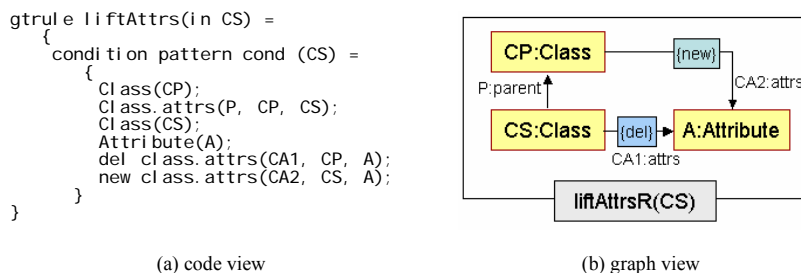 gtrule liftAttrs(in CS) =
{
condition pattern cond (CS) =
{
Class(CP);
Class.attrs(P, CP, CS);
Class(CS);
Attribute(A);
del class.attrs(CA1, CP, A);
new class.attrs(CA2, CS, A);
}
}
(a) code view
CP:Class
{new}
P:parent
CA2:attrs
CS:Class
{del}
A:Attribute
CA1:attrs
liftAttrsR(CS)
(b) graph view